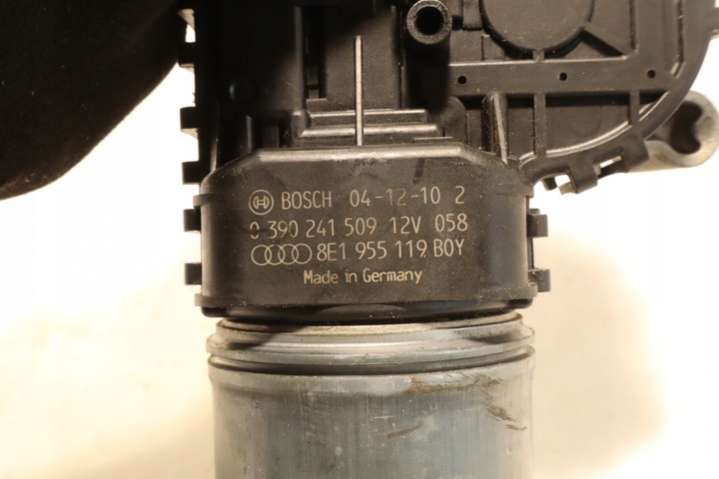 BOSCH 04-12-10 2
0 390 241 509 12V 058
8E1 955 119 B0Y
Made in Germany